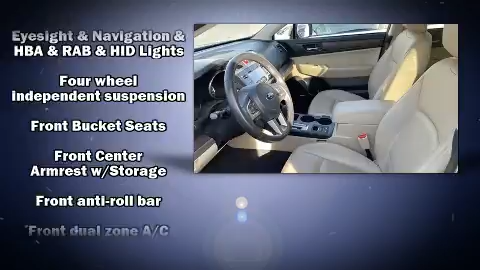 Eyesight & Navigation &
HBA & RAB & HID Lights
Four wheel
independent suspension
Front Bucket Seats
Front Center
Armrest w/Storage
Front anti-roll bar
Front dual zone A/C